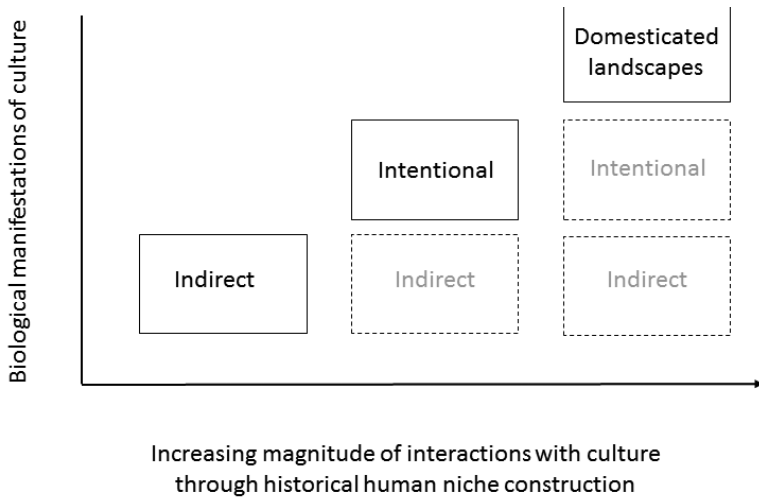 Biological manifestations of culture
Domesticated
landscapes
Intentional
Intentional
Indirect
Indirect
Indirect
Increasing magnitude of interactions with culture
through historical human niche construction